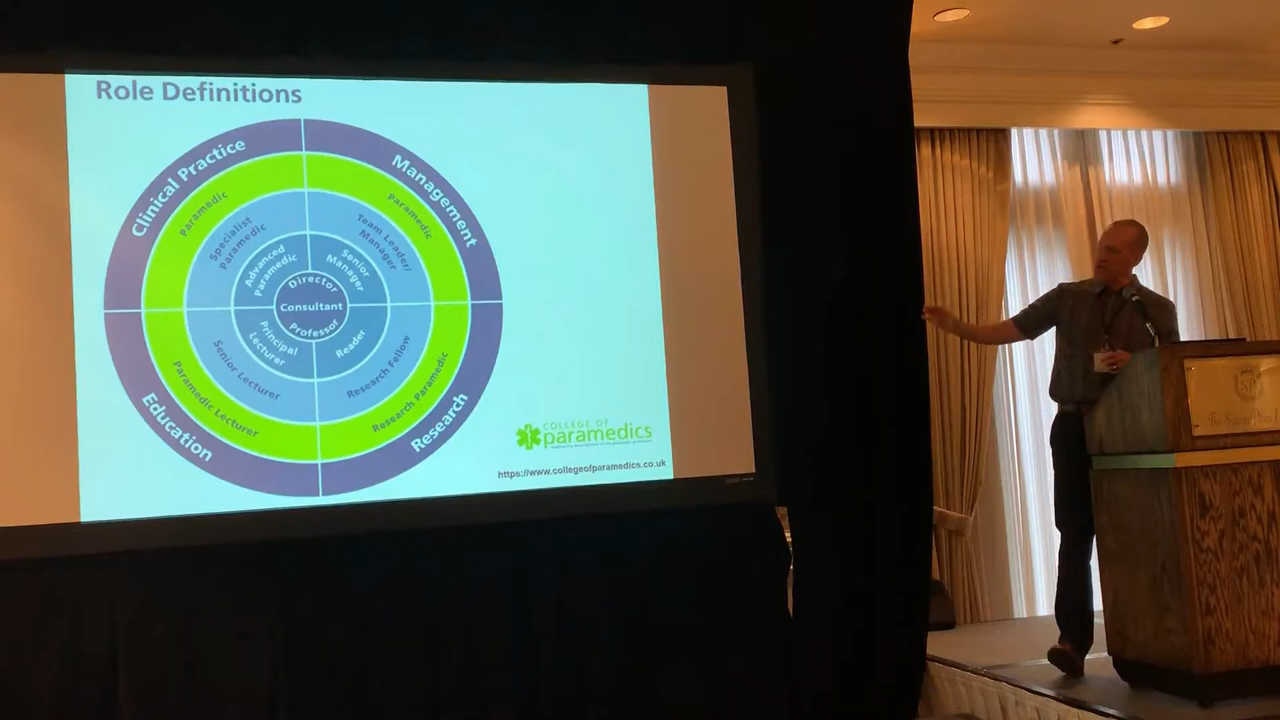 Role Definitions
Clinical Practice
Management
Paramedic
Paramedic
Specialist
Paramedic
Team Leader/
Manager
Advanced
Paramedic
Senior
Manager
Director
Consultant
Professor
Principal
Lecturer
Reader
Senior Lecturer
Research Fellow
Paramedic Lecturer
Research Paramedic
Education
Research
COLLEGE OF
paramedics
https://www.collegeofparamedics.co.uk